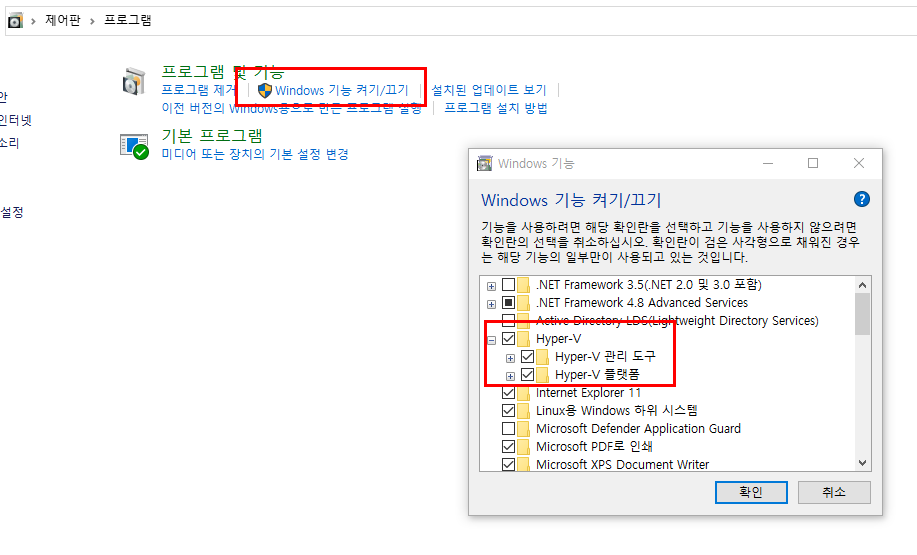 제어판 > 프로그램
프로그램 및 기능
프로그램 제거
Windows 기능 켜기/끄기
설치된 업데이트 보기
이전 버전의 Windows용으로 만든 프로그램 실행
프로그램 설치 방법
기본 프로그램
미디어 또는 장치의 기본 설정 변경
안
인터넷
소리
설정
Windows 기능
Windows 기능 켜기/끄기
기능을 사용하려면 해당 확인란을 선택하고 기능을 사용하지 않으려면
확인란의 선택을 취소하십시오. 확인란이 검은 사각형으로 채워진 경우
는 해당 기능의 일부만이 사용되고 있는 것입니다.
.NET Framework 3.5(.NET 2.0 및 3.0 포함)
.NET Framework 4.8 Advanced Services
Active Directory LDS(Lightweight Directory Services)
Hyper-V
Hyper-V 관리 도구
Hyper-V 플랫폼
Internet Explorer 11
Linux용 Windows 하위 시스템
Microsoft Defender Application Guard
Microsoft PDF로 인쇄
Microsoft XPS Document Writer
확인
취소